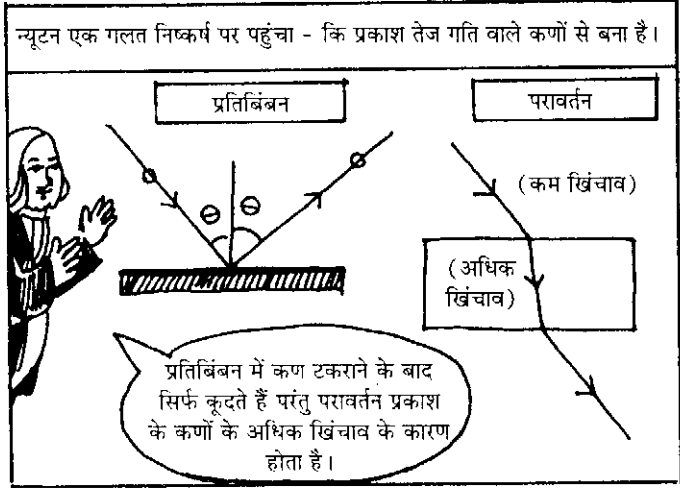 न्यूटन एक गलत निष्कर्ष पर पहुंचा - कि प्रकाश तेज गति वाले कणों से बना है।
प्रतिबिंबन
परावर्तन
(कम खिंचाव)
(अधिक
खिंचाव)
θ θ
प्रतिबिंबन में कण टकराने के बाद
सिर्फ कूदते हैं परंतु परावर्तन प्रकाश
के कणों के अधिक खिंचाव के कारण
होता है।